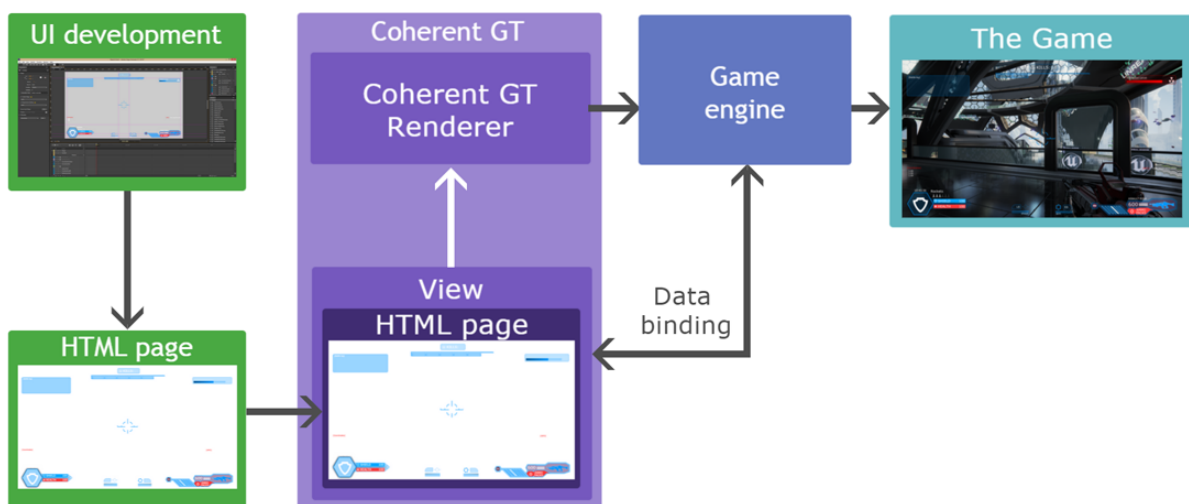 UI development
Coherent GT
Coherent GT
Renderer
Game
engine
The Game
View
HTML page
Data
binding
HTML page